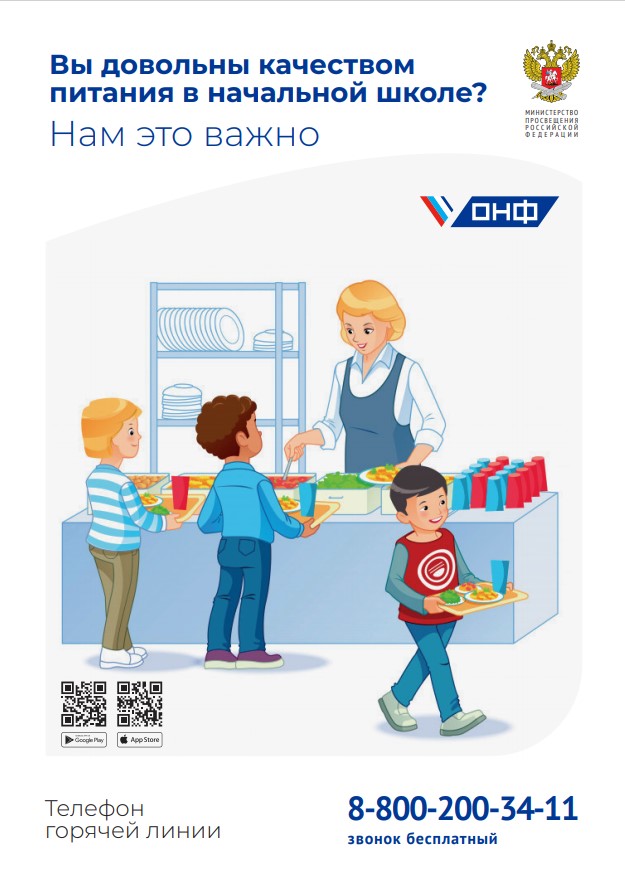 Вы довольны качеством
питания в начальной школе?
Нам это важно
МИНИСТЕРСТВО
ПРОСВЕЩЕНИЯ
РОССИЙСКОЙ
ФЕДЕРАЦИИ
ОНФ
Google Play
App Store
Телефон
горячей линии
8-800-200-34-11
звонок бесплатный